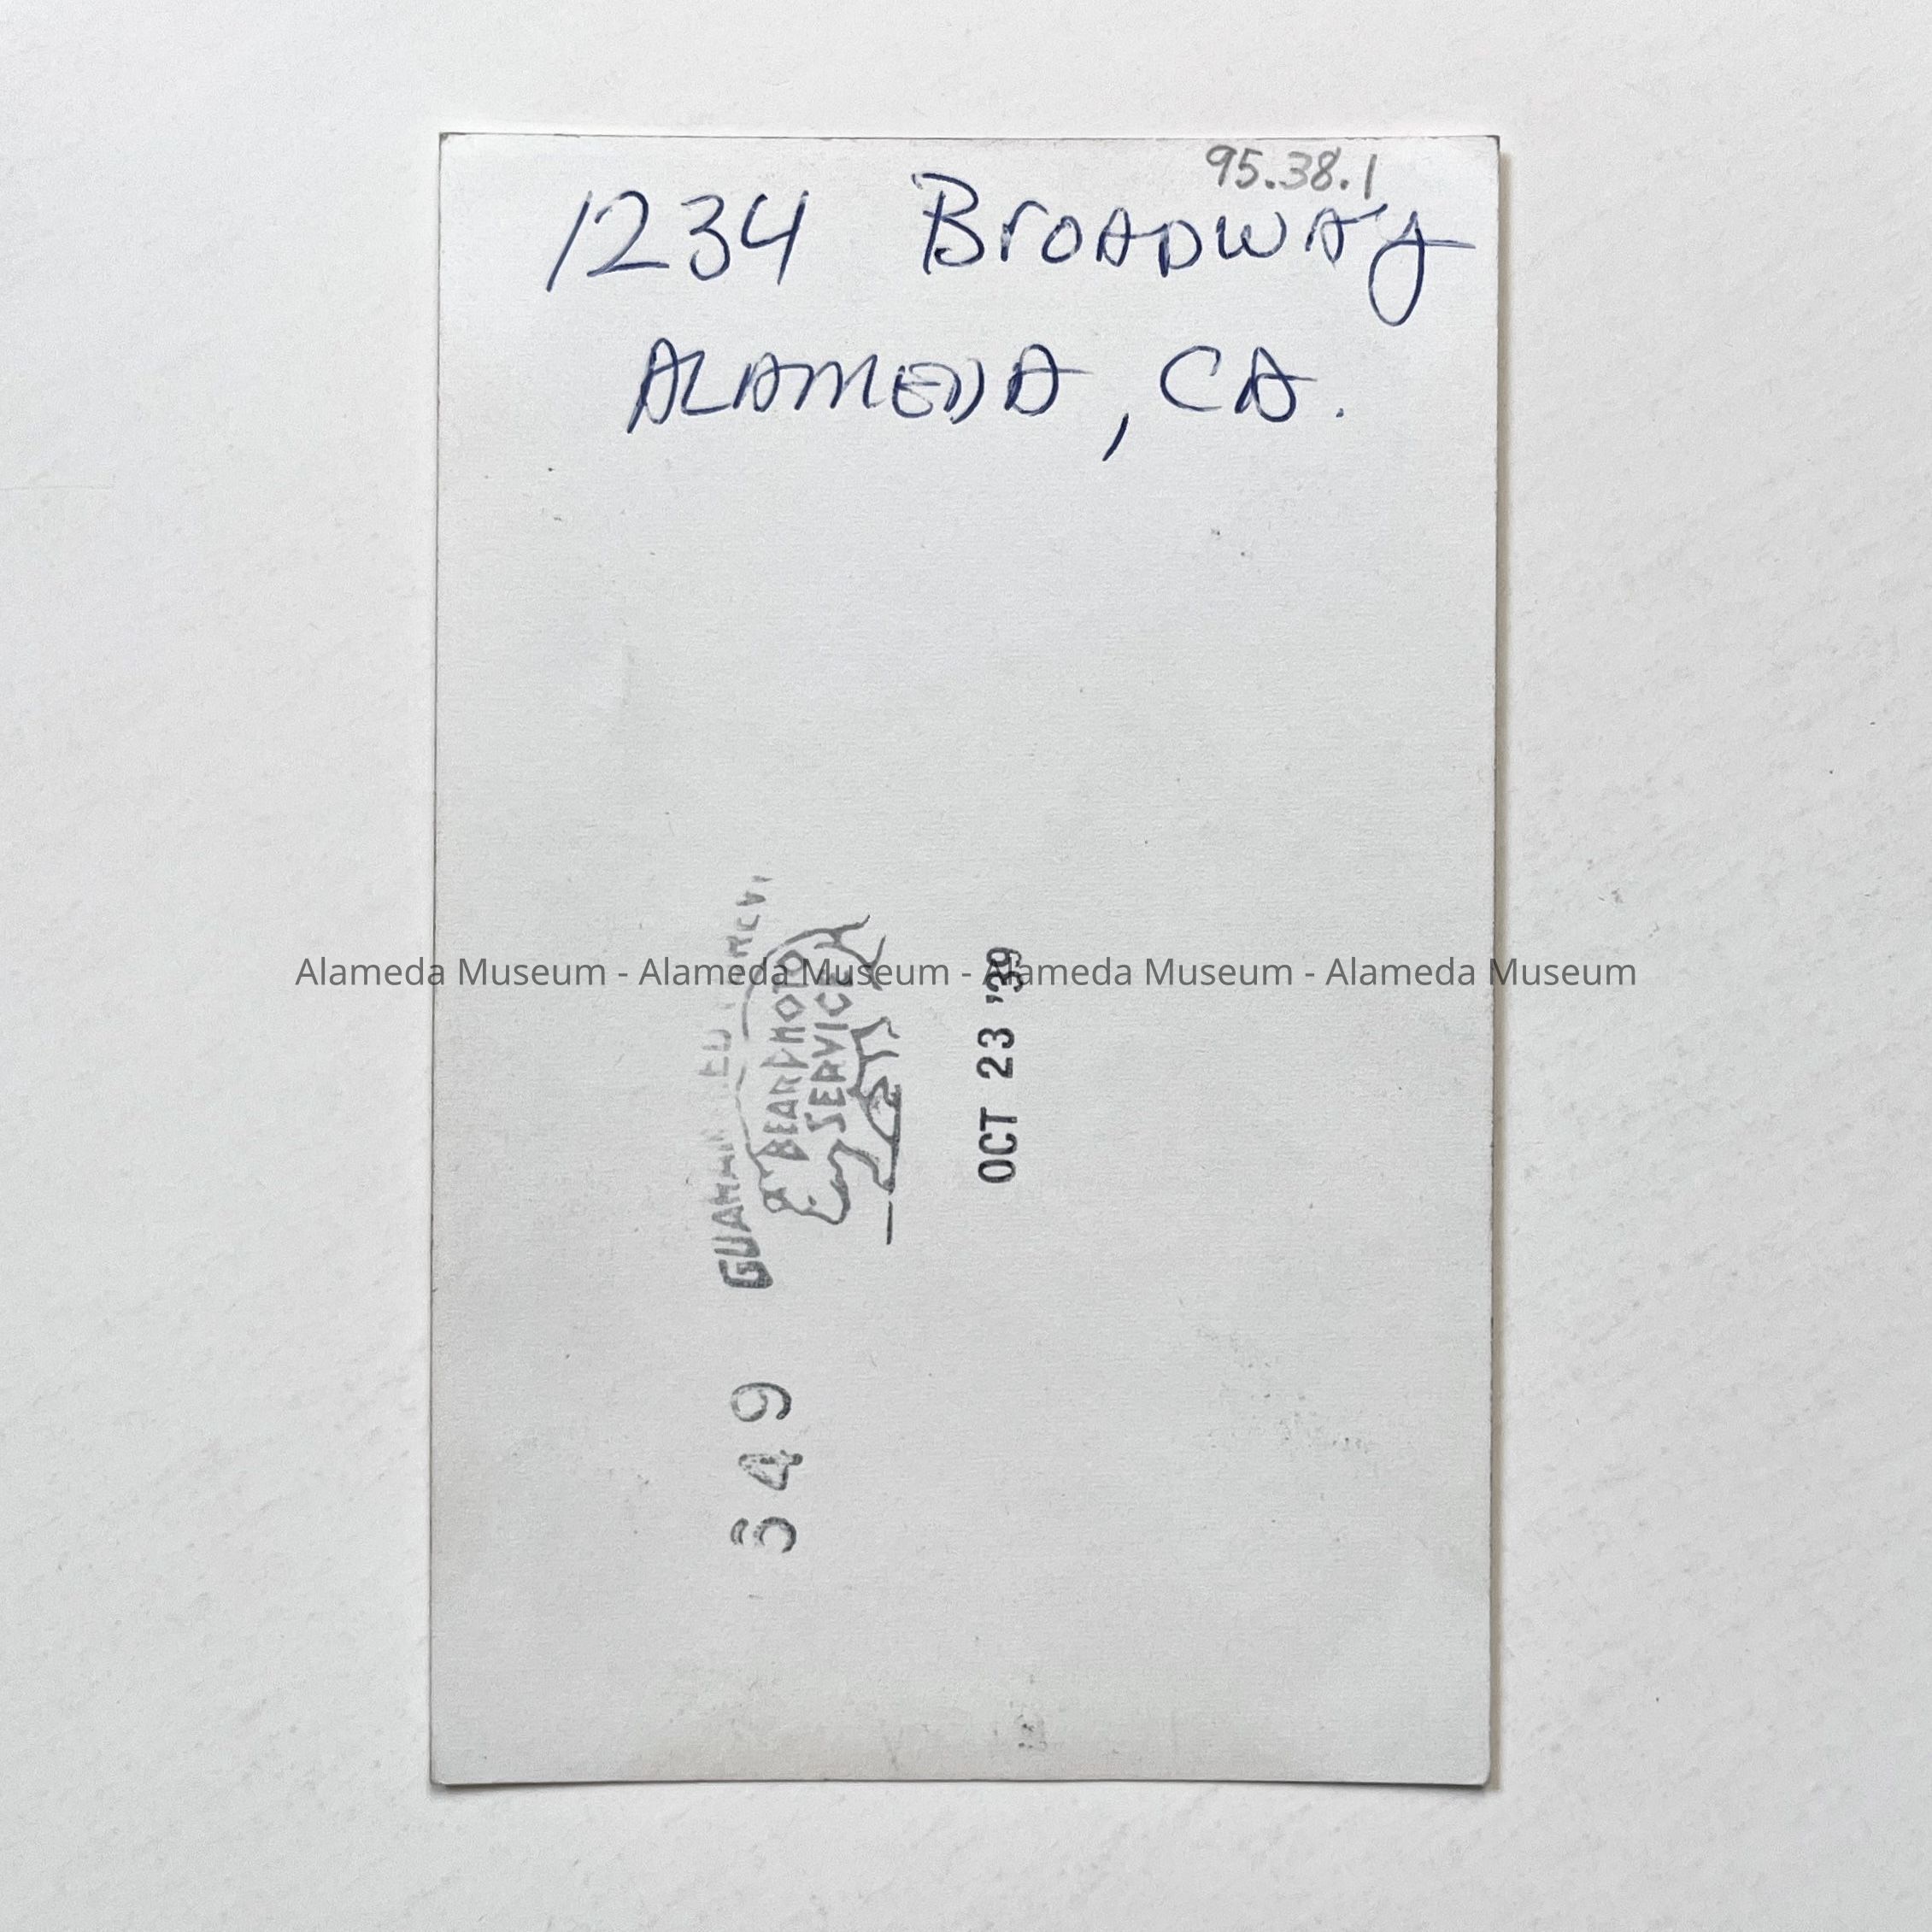 95.38.1
1234 Broadway
ALAMEDA, CA.
Alameda Museum - Alameda Museum - Alameda Museum - Alameda Museum
BEAR PHOTO
SERVICE
OCT 23 '39
349